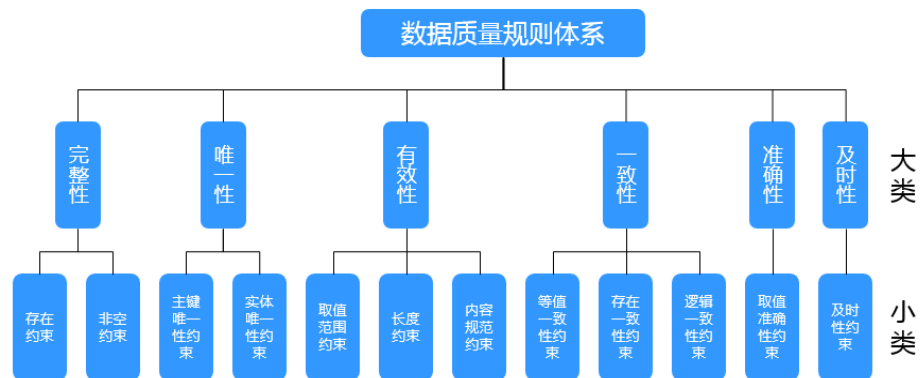 数据质量规则体系
完整性
唯一性
有效性
一致性
准确性
及时性
大类
存在
约束
非空
约束
主键
唯一
性约
束
实体
唯一
性约
束
取值
范围
约束
长度
约束
内容
规范
约束
等值
一致
性约
束
存在
一致
性约
束
逻辑
一致
性约
束
取值
准确
性约
束
及时
性约
束
小类